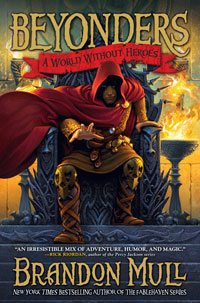 BEYONDERS
A WORLD WITHOUT HEROES
"AN IRRESISTIBLE MIX OF ADVENTURE, HUMOR, AND MAGIC."
—RICK RIORDAN, author of the Percy Jackson series
BRANDON MULL
NEW YORK TIMES BESTSELLING AUTHOR OF THE FABLEHAVEN SERIES